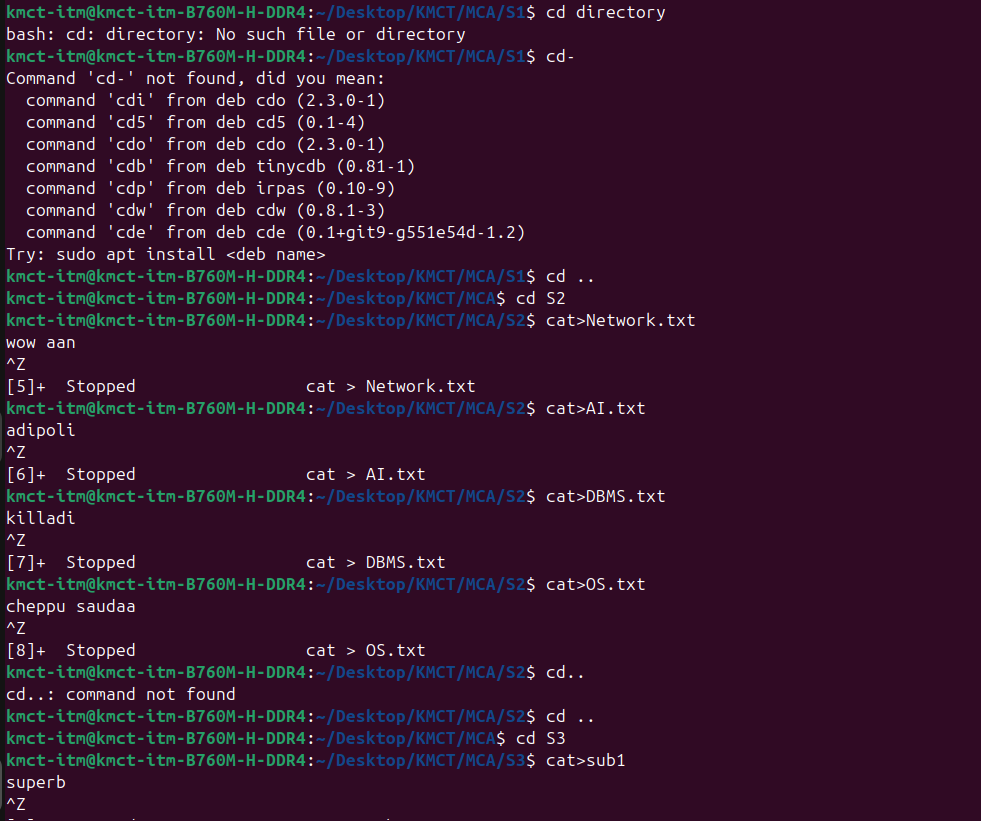 kmct-itm@kmct-itm-B760M-H-DDR4:~/Desktop/KMCT/MCA/S1$ cd directory
bash: cd: directory: No such file or directory
kmct-itm@kmct-itm-B760M-H-DDR4:~/Desktop/KMCT/MCA/S1$ cd-
Command 'cd-' not found, did you mean:
  command 'cdi' from deb cdo (2.3.0-1)
  command 'cd5' from deb cd5 (0.1-4)
  command 'cdo' from deb cdo (2.3.0-1)
  command 'cdb' from deb tinycdb (0.81-1)
  command 'cdp' from deb irpas (0.10-9)
  command 'cdw' from deb cdw (0.8.1-3)
  command 'cde' from deb cde (0.1+git9-g551e54d-1.2)
Try: sudo apt install <deb name>
kmct-itm@kmct-itm-B760M-H-DDR4:~/Desktop/KMCT/MCA/S1$ cd ..
kmct-itm@kmct-itm-B760M-H-DDR4:~/Desktop/KMCT/MCA$ cd S2
kmct-itm@kmct-itm-B760M-H-DDR4:~/Desktop/KMCT/MCA/S2$ cat>Network.txt
wow aan
^Z
[5]+  Stopped                 cat > Network.txt
kmct-itm@kmct-itm-B760M-H-DDR4:~/Desktop/KMCT/MCA/S2$ cat>AI.txt
adipoli
^Z
[6]+  Stopped                 cat > AI.txt
kmct-itm@kmct-itm-B760M-H-DDR4:~/Desktop/KMCT/MCA/S2$ cat>DBMS.txt
killadi
^Z
[7]+  Stopped                 cat > DBMS.txt
kmct-itm@kmct-itm-B760M-H-DDR4:~/Desktop/KMCT/MCA/S2$ cat>OS.txt
cheppu saudaa
^Z
[8]+  Stopped                 cat > OS.txt
kmct-itm@kmct-itm-B760M-H-DDR4:~/Desktop/KMCT/MCA/S2$ cd..
cd..: command not found
kmct-itm@kmct-itm-B760M-H-DDR4:~/Desktop/KMCT/MCA/S2$ cd ..
kmct-itm@kmct-itm-B760M-H-DDR4:~/Desktop/KMCT/MCA$ cd S3
kmct-itm@kmct-itm-B760M-H-DDR4:~/Desktop/KMCT/MCA/S3$ cat>sub1
superb
^Z